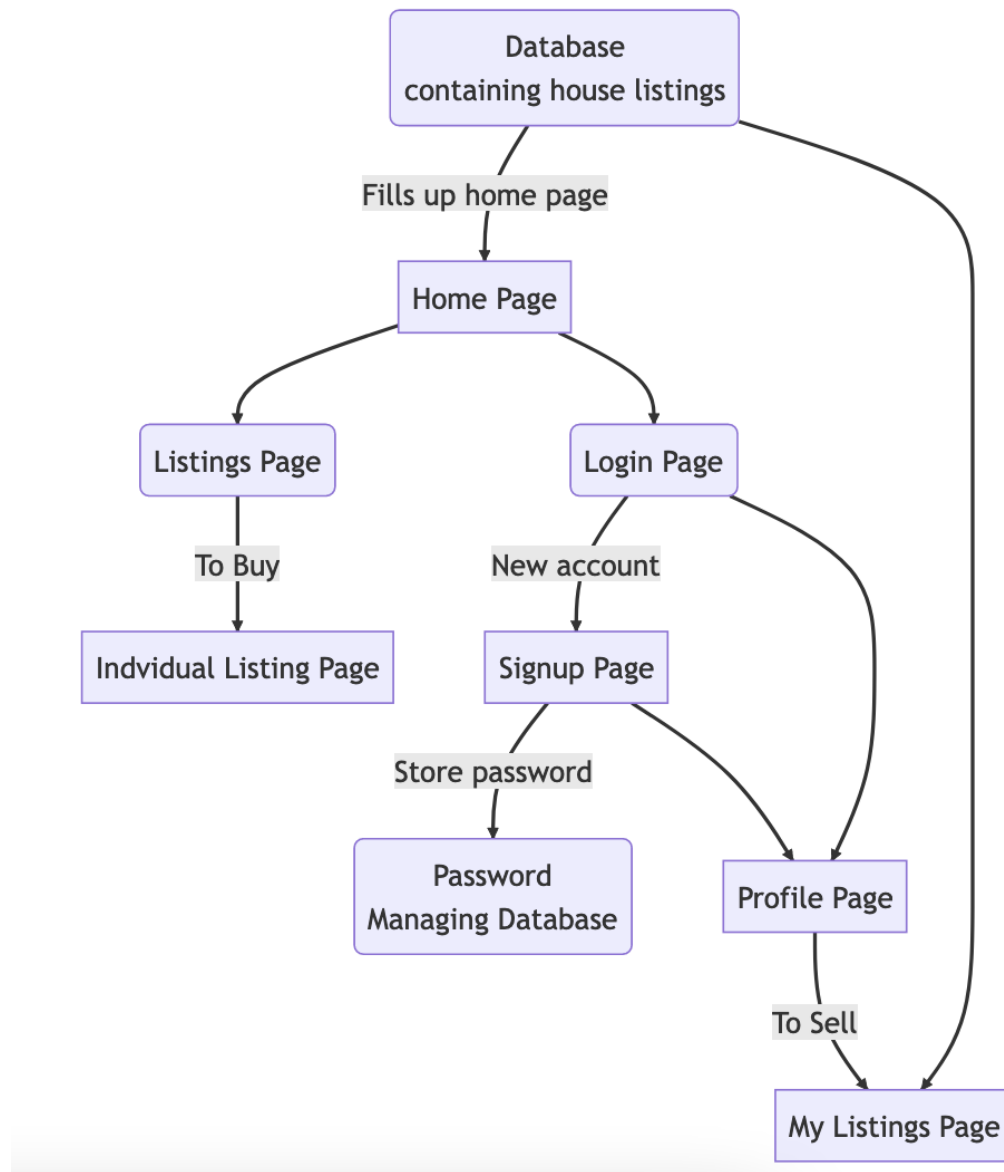 Database
containing house listings
Fills up home page
Home Page
Listings Page
Login Page
To Buy
New account
Indvidual Listing Page
Signup Page
Store password
Password
Managing Database
Profile Page
To Sell
My Listings Page